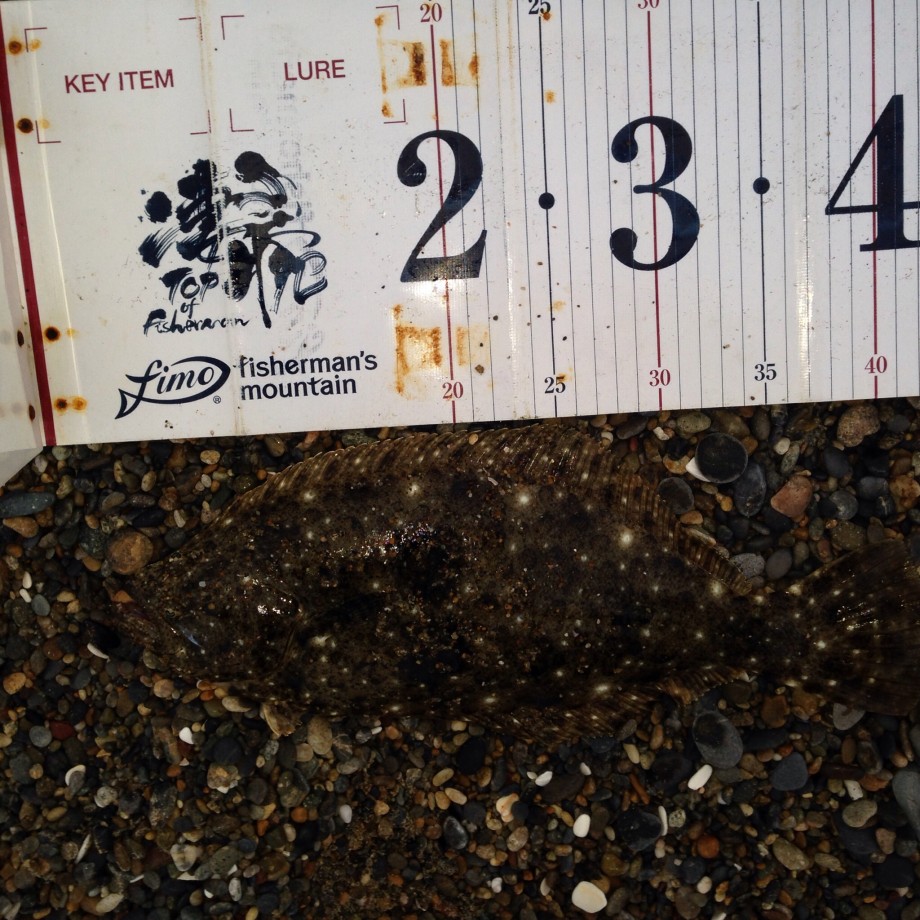 20 25 30
KEY ITEM LURE
2 · 3 · 4
TOP
of
fisherman
fimo®
fisherman's
mountain
20 25 30 35 40